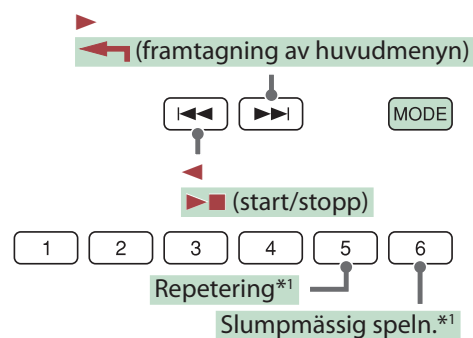 (framtagning av huvudmenyn)
MODE
(start/stopp)
1 2 3 4 5 6
Repetering*1
Slumpmässig speln.*1